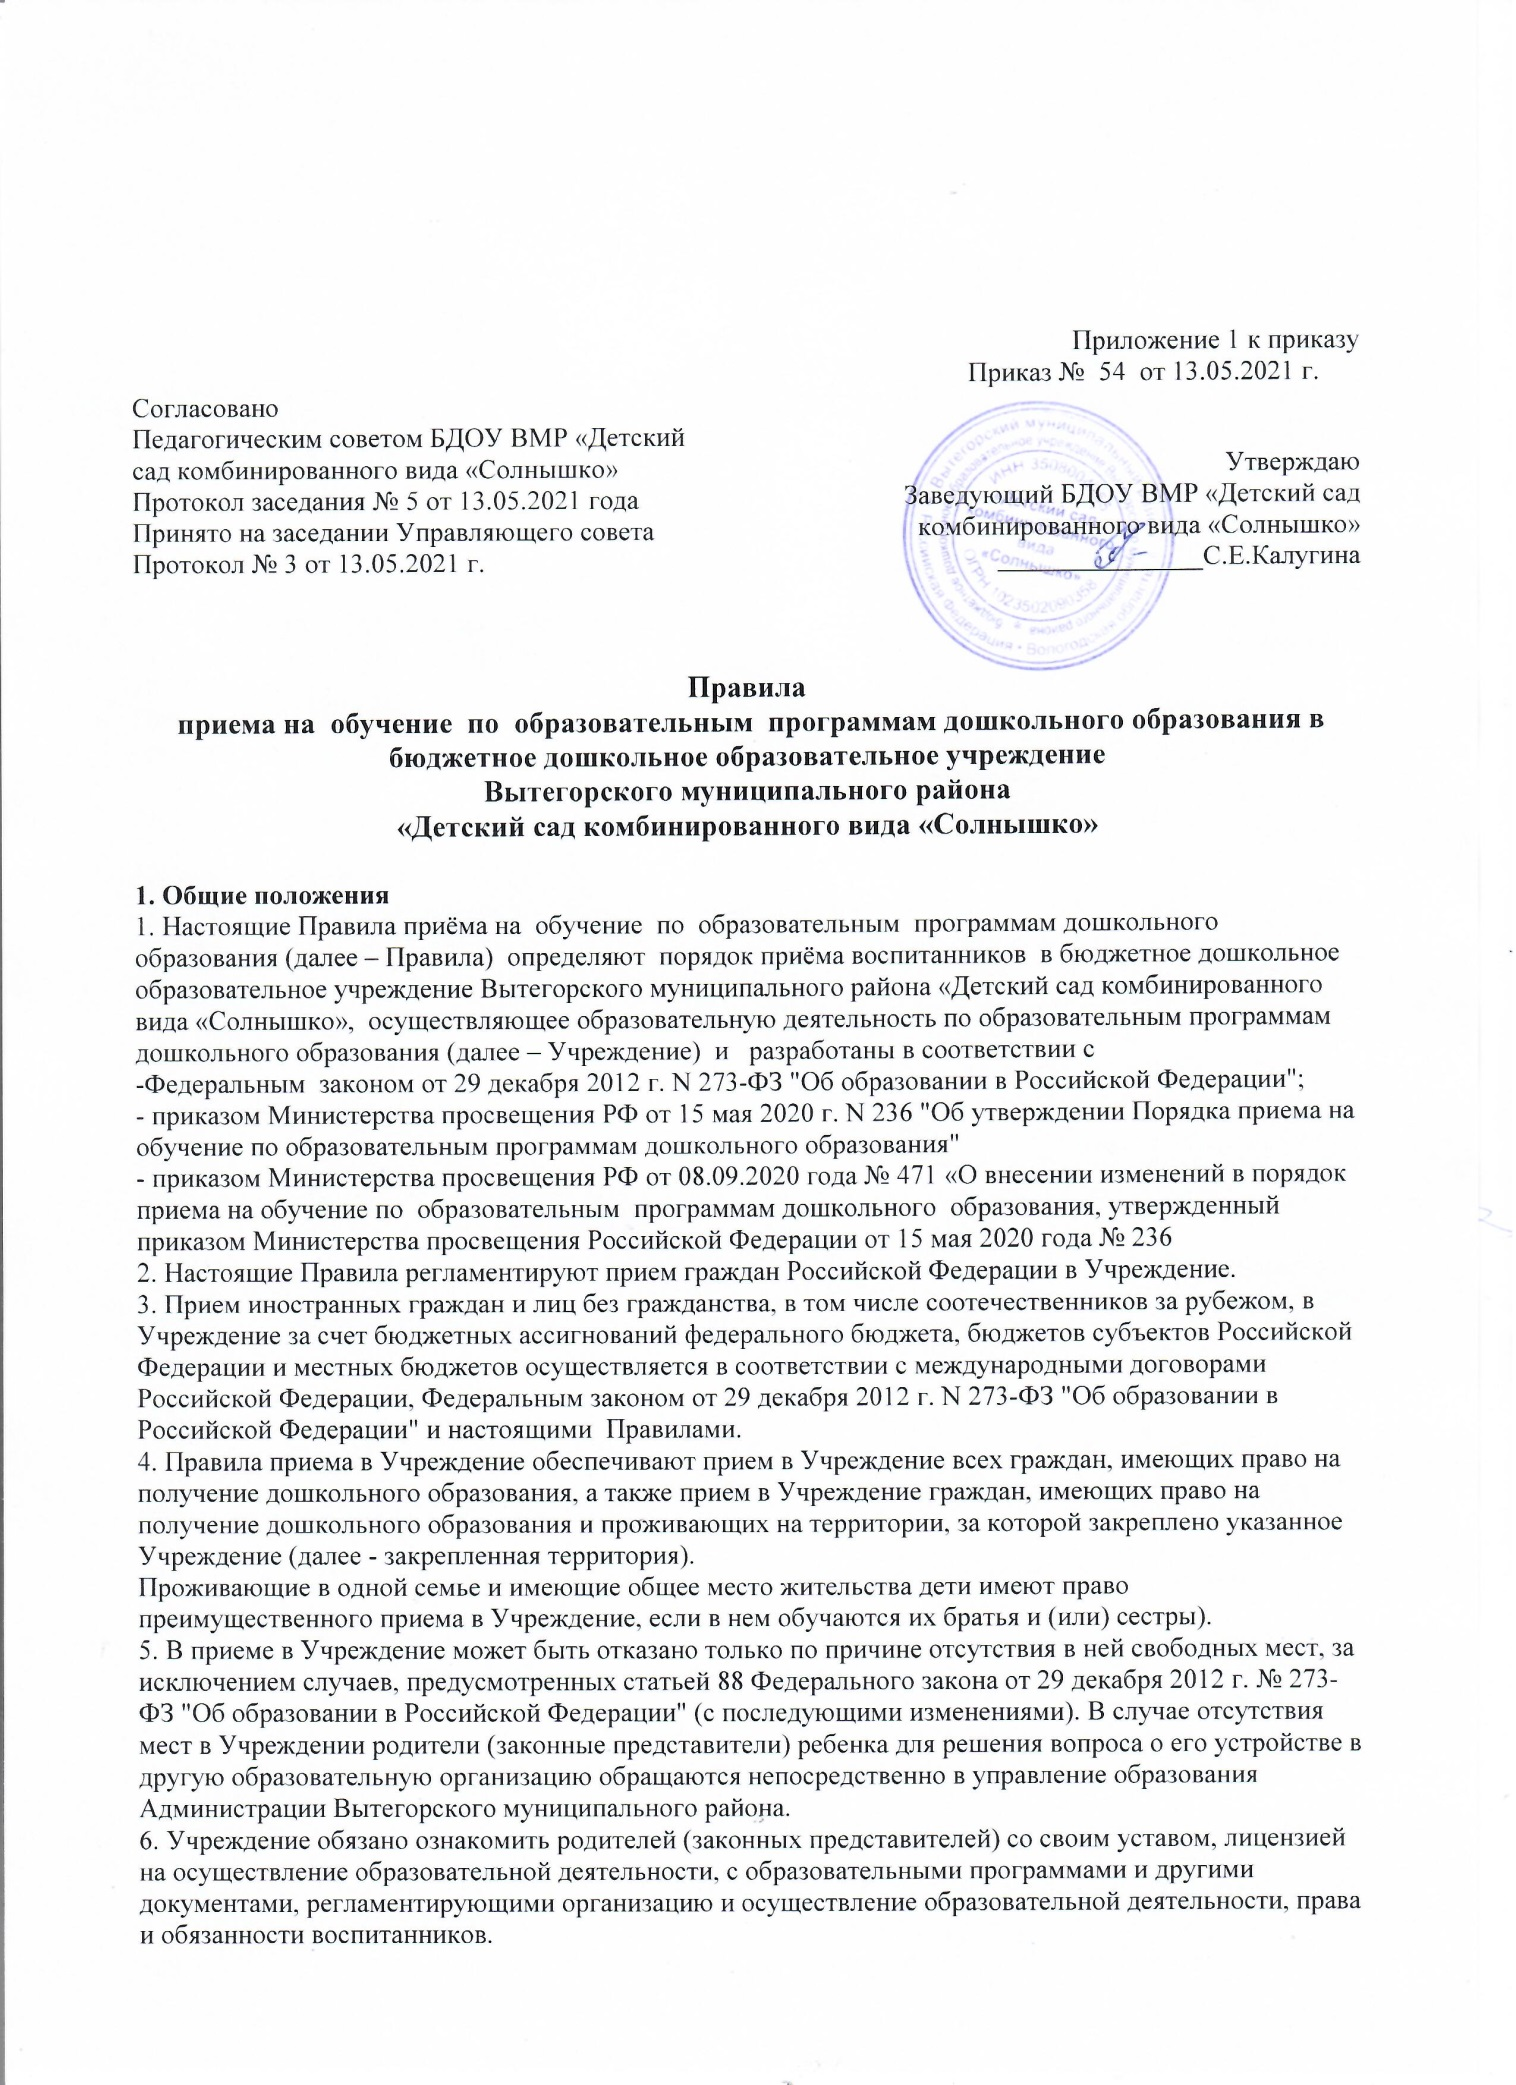 Приложение 1 к приказу
Приказ № 54 от 13.05.2021 г.
Согласовано
Педагогическим советом БДОУ ВМР «Детский
сад комбинированного вида «Солнышко»
Протокол заседания № 5 от 13.05.2021 года
Принято на заседании Управляющего совета
Протокол № 3 от 13.05.2021 г.
Утверждаю
Заведующий БДОУ ВМР «Детский сад
комбинированного вида «Солнышко»
_______________С.Е.Калугина
Правила
приема на обучение по образовательным программам дошкольного образования в
бюджетное дошкольное образовательное учреждение
Вытегорского муниципального района
«Детский сад комбинированного вида «Солнышко»
1. Общие положения
1. Настоящие Правила приёма на обучение по образовательным программам дошкольного
образования (далее – Правила) определяют порядок приёма воспитанников в бюджетное дошкольное
образовательное учреждение Вытегорского муниципального района «Детский сад комбинированного
вида «Солнышко», осуществляющее образовательную деятельность по образовательным программам
дошкольного образования (далее – Учреждение) и разработаны в соответствии с
-Федеральным законом от 29 декабря 2012 г. N 273-ФЗ "Об образовании в Российской Федерации";
- приказом Министерства просвещения РФ от 15 мая 2020 г. N 236 "Об утверждении Порядка приема на
обучение по образовательным программам дошкольного образования"
- приказом Министерства просвещения РФ от 08.09.2020 года № 471 «О внесении изменений в порядок
приема на обучение по образовательным программам дошкольного образования, утвержденный
приказом Министерства просвещения Российской Федерации от 15 мая 2020 года № 236
2. Настоящие Правила регламентируют прием граждан Российской Федерации в Учреждение.
3. Прием иностранных граждан и лиц без гражданства, в том числе соотечественников за рубежом, в
Учреждение за счет бюджетных ассигнований федерального бюджета, бюджетов субъектов Российской
Федерации и местных бюджетов осуществляется в соответствии с международными договорами
Российской Федерации, Федеральным законом от 29 декабря 2012 г. N 273-ФЗ "Об образовании в
Российской Федерации" и настоящими Правилами.
4. Правила приема в Учреждение обеспечивают прием в Учреждение всех граждан, имеющих право на
получение дошкольного образования, а также прием в Учреждение граждан, имеющих право на
получение дошкольного образования и проживающих на территории, за которой закреплено указанное
Учреждение (далее - закрепленная территория).
Проживающие в одной семье и имеющие общее место жительства дети имеют право
преимущественного приема в Учреждение, если в нем обучаются их братья и (или) сестры).
5. В приеме в Учреждение может быть отказано только по причине отсутствия в ней свободных мест, за
исключением случаев, предусмотренных статьей 88 Федерального закона от 29 декабря 2012 г. № 273-
ФЗ "Об образовании в Российской Федерации" (с последующими изменениями). В случае отсутствия
мест в Учреждении родители (законные представители) ребенка для решения вопроса о его устройстве в
другую образовательную организацию обращаются непосредственно в управление образования
Администрации Вытегорского муниципального района.
6. Учреждение обязано ознакомить родителей (законных представителей) со своим уставом, лицензией
на осуществление образовательной деятельности, с образовательными программами и другими
документами, регламентирующими организацию и осуществление образовательной деятельности, права
и обязанности воспитанников.